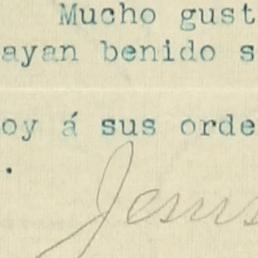 Mucho gust
ayan benido s
oy á sus orde
.
Jesus